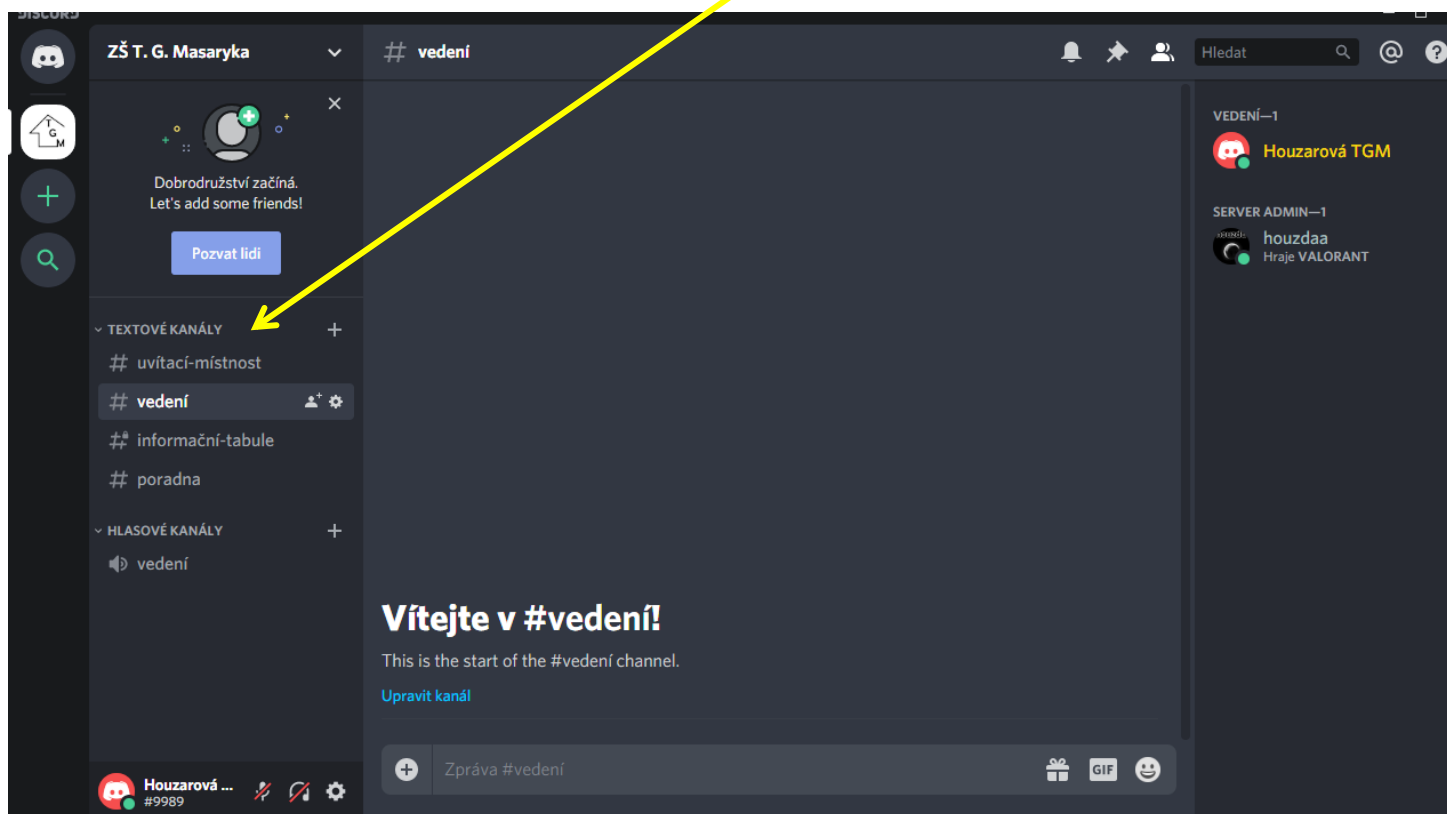 DISCORD
T
G
M
ZŠ T. G. Masaryka
Dobrodružství začíná.
Let's add some friends!
Pozvat lidi
TEXTOVÉ KANÁLY
uvítací-místnost
vedení
informační-tabule
poradna
HLASOVÉ KANÁLY
vedení
Houzarová ...
#9989
# vedení
Hledat
Vítejte v #vedení!
This is the start of the #vedení channel.
Upravit kanál
Zpráva #vedení
GIF
VEDENÍ—1
Houzarová TGM
SERVER ADMIN—1
houzdaa
Hraje VALORANT